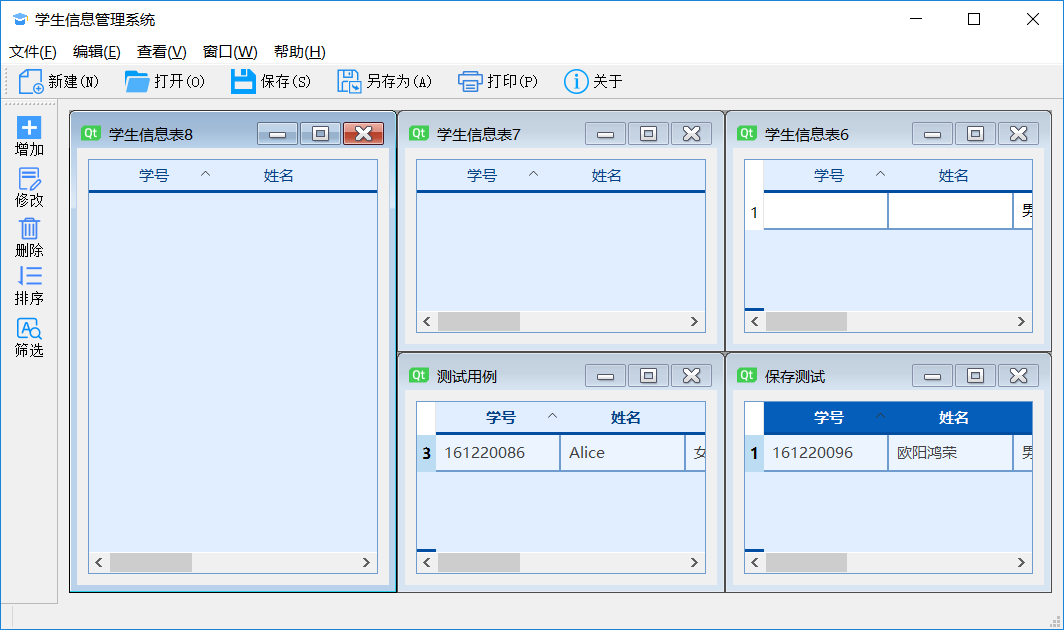 学生信息管理系统
文件(F) 编辑(E) 查看(V) 窗口(W) 帮助(H)
新建(N) 打开(O) 保存(S) 另存为(A) 打印(P) 关于
增加
修改
删除
排序
筛选
Qt 学生信息表8
学号 姓名
Qt 学生信息表7
学号 姓名
Qt 学生信息表6
学号 姓名
1 男
Qt 测试用例
学号 姓名
3 161220086 Alice 女
Qt 保存测试
学号 姓名
1 161220096 欧阳鸿荣 男